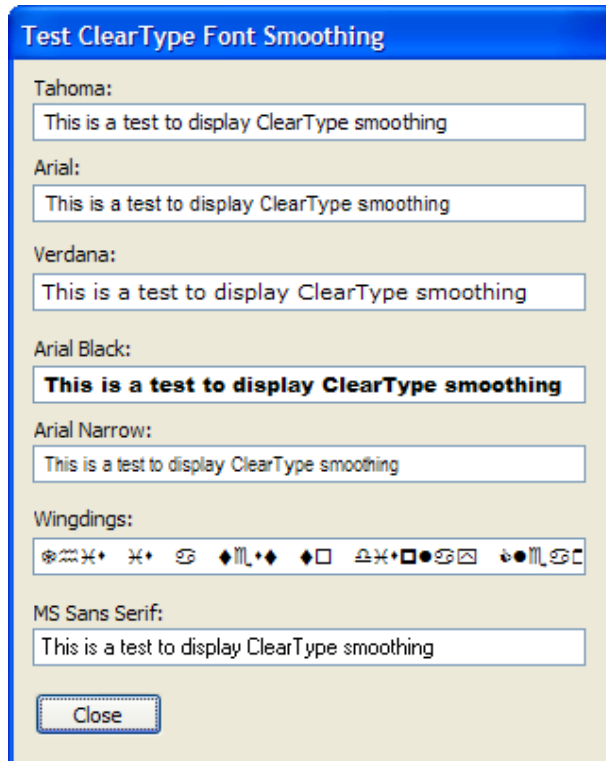 Test ClearType Font Smoothing
Tahoma:
This is a test to display ClearType smoothing
Arial:
This is a test to display ClearType smoothing
Verdana:
This is a test to display ClearType smoothing
Arial Black:
This is a test to display ClearType smoothing
Arial Narrow:
This is a test to display ClearType smoothing
Wingdings:
❄♒♓⬧ ♓⬧ ♋ ⧫♏⬧⧫ ⧫□ ♎♓⬧◘●♋⍓
MS Sans Serif:
This is a test to display ClearType smoothing
Close